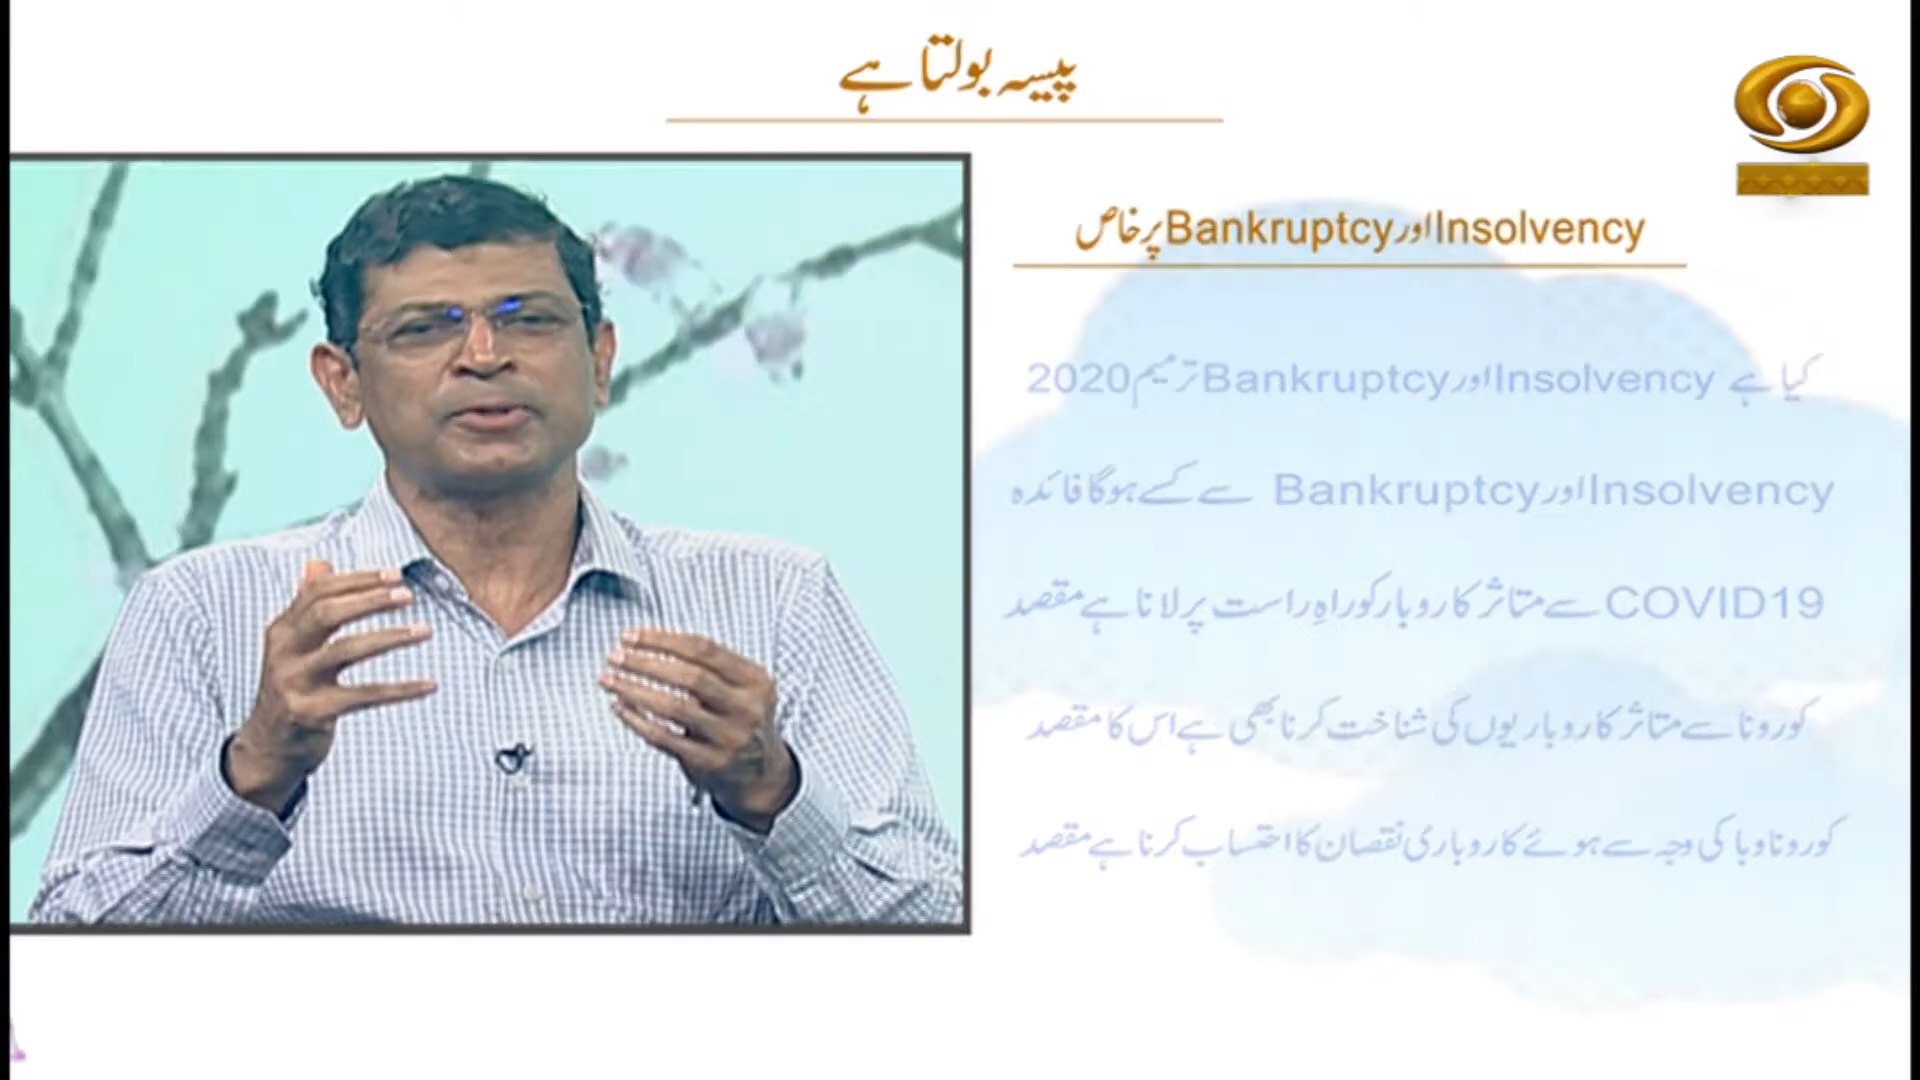 پیسہ بولتا ہے
Insolvency اور Bankruptcy پر خاص
کیا ہے Insolvency اور Bankruptcy ترمیم 2020
Insolvency اور Bankruptcy سے کسے ہوگا فائدہ
COVID19 سے متاثر کاروبار کو راہِ راست پر لانا ہے مقصد
کورونا سے متاثر کاروباریوں کی شناخت کرنا بھی ہے اس کا مقصد
کورونا وبا کی وجہ سے ہوئے کاروباری نقصان کا احتساب کرنا ہے مقصد